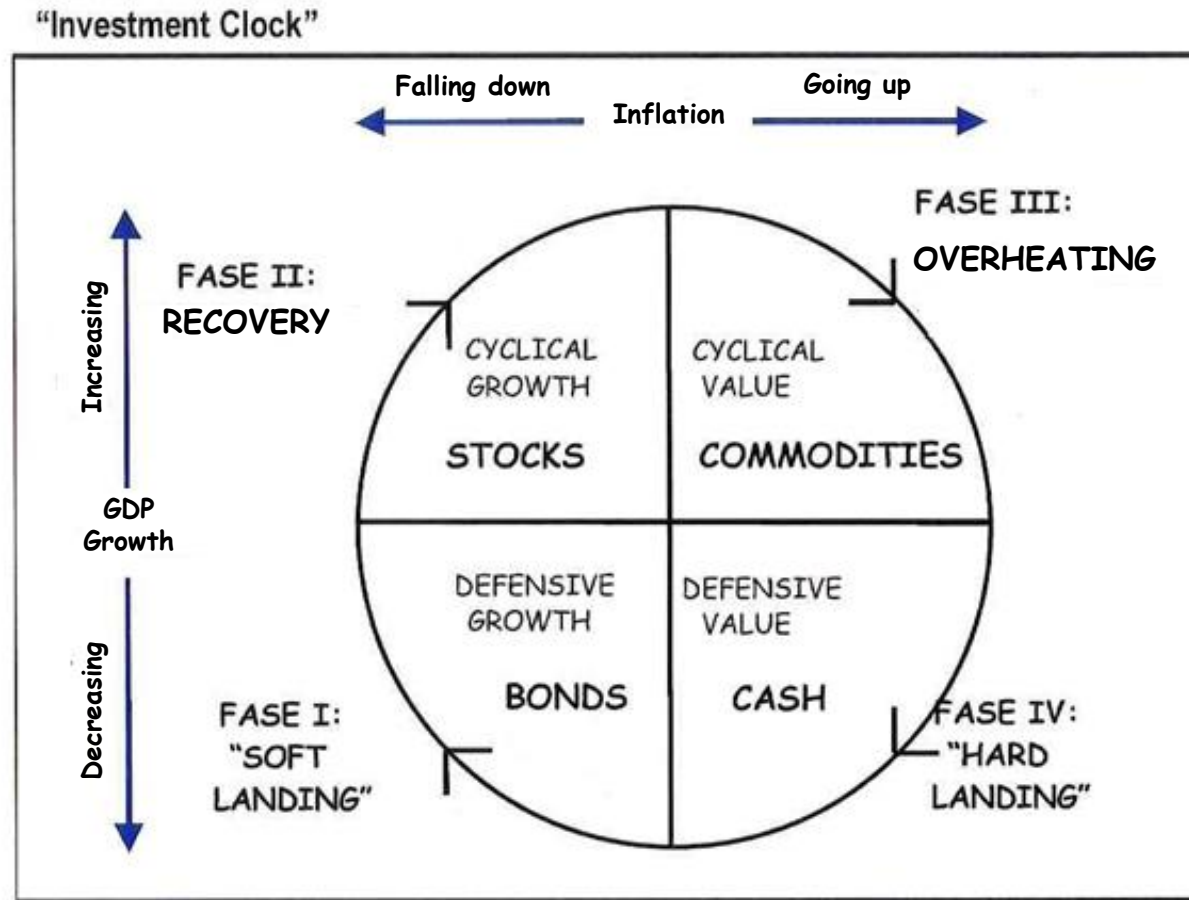 “Investment Clock”
Falling down
Going up
Inflation
FASE III:
OVERHEATING
FASE II:
RECOVERY
Increasing
CYCLICAL
GROWTH
STOCKS
CYCLICAL
VALUE
COMMODITIES
GDP
Growth
DEFENSIVE
GROWTH
BONDS
DEFENSIVE
VALUE
CASH
Decreasing
FASE I:
“SOFT
LANDING”
FASE IV:
“HARD
LANDING”